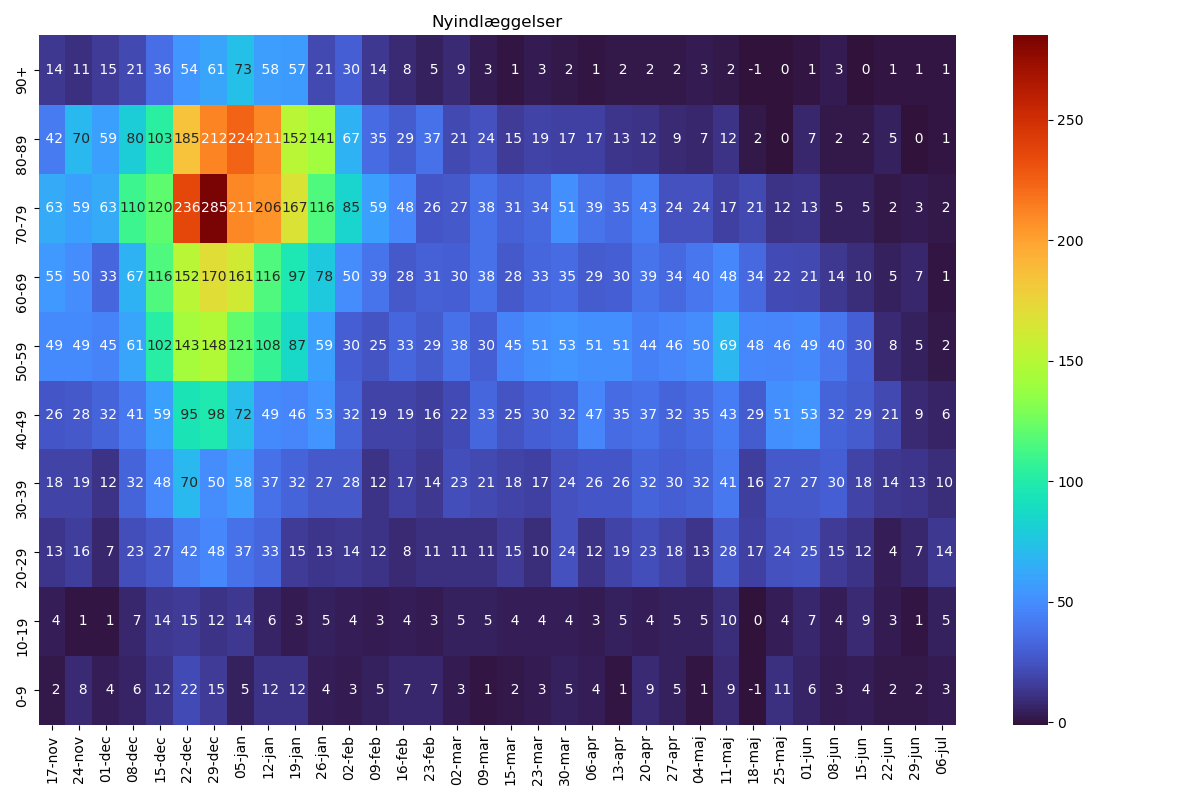 Nyindlæggelser
90+ 14 11 15 21 36 54 61 73 58 57 21 30 14 8 5 9 3 1 3 2 1 2 2 2 3 2 -1 0 1 3 0 1 1 1
80-89 42 70 59 80 103 185 212 224 211 152 141 67 35 29 37 21 24 15 19 17 17 13 12 9 7 12 2 0 7 2 2 5 0 1
70-79 63 59 63 110 120 236 285 211 206 167 116 85 59 48 26 27 38 31 34 51 39 35 43 24 24 17 21 12 13 5 5 2 3 2
60-69 55 50 33 67 116 152 170 161 116 97 78 50 39 28 31 30 38 28 33 35 29 30 39 34 40 48 34 22 21 14 10 5 7 1
50-59 49 49 45 61 102 143 148 121 108 87 59 30 25 33 29 38 30 45 51 53 51 51 44 46 50 69 48 46 49 40 30 8 5 2
40-49 26 28 32 41 59 95 98 72 49 46 53 32 19 19 16 22 33 25 30 32 47 35 37 32 35 43 29 51 53 32 29 21 9 6
30-39 18 19 12 32 48 70 50 58 37 32 27 28 12 17 14 23 21 18 17 24 26 26 32 30 32 41 16 27 27 30 18 14 13 10
20-29 13 16 7 23 27 42 48 37 33 15 13 14 12 8 11 11 11 15 10 24 12 19 23 18 13 28 17 24 25 15 12 4 7 14
10-19 4 1 1 7 14 15 12 14 6 3 5 4 3 4 3 5 5 4 4 4 3 5 4 5 5 10 0 4 7 4 9 3 1 5
0-9 2 8 4 6 12 22 15 5 12 12 4 3 5 7 7 3 1 2 3 5 4 1 9 5 1 9 -1 11 6 3 4 2 2 3
17-nov 24-nov 01-dec 08-dec 15-dec 22-dec 29-dec 05-jan 12-jan 19-jan 26-jan 02-feb 09-feb 16-feb 23-feb 02-mar 09-mar 15-mar 23-mar 30-mar 06-apr 13-apr 20-apr 27-apr 04-maj 11-maj 18-maj 25-maj 01-jun 08-jun 15-jun 22-jun 29-jun 06-jul
250
200
150
100
50
0